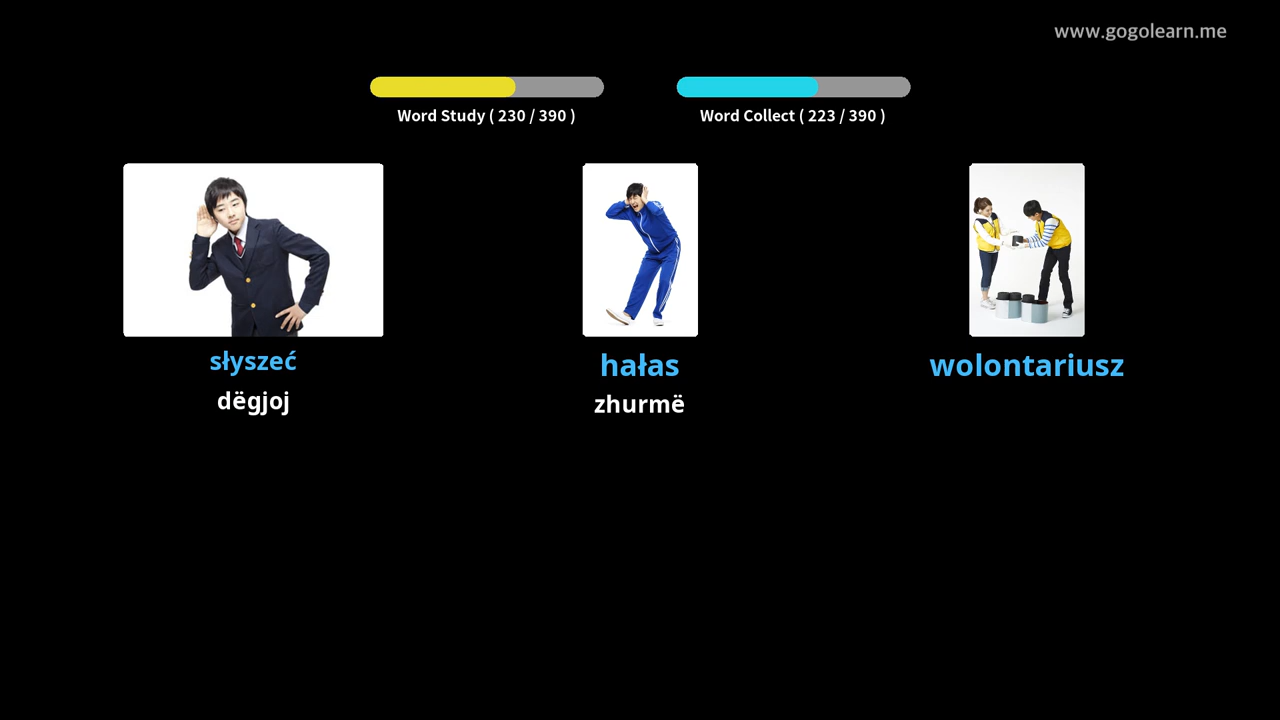 www.gogolearn.me
Word Study ( 230 / 390 )
Word Collect ( 223 / 390 )
słyszeć
dëgjoj
hałas
zhurmë
wolontariusz